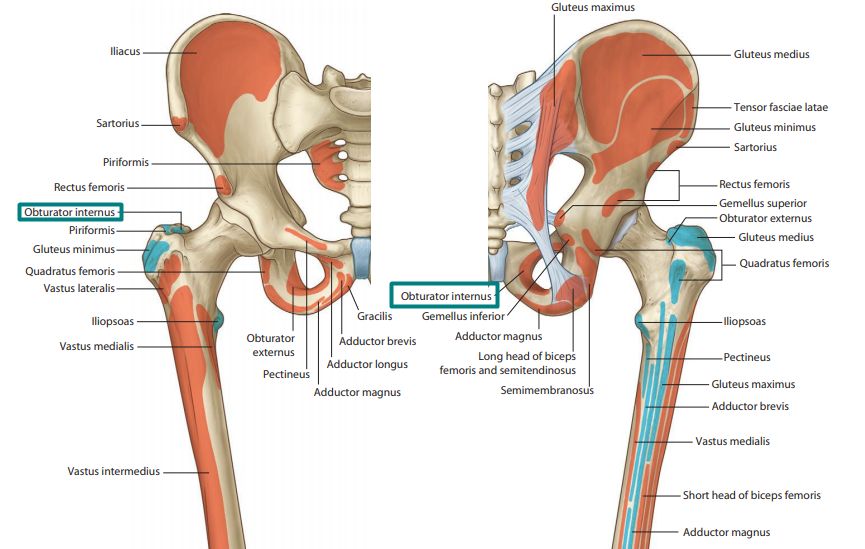 Iliacus
Sartorius
Piriformis
Rectus femoris
Obturator internus
Piriformis
Gluteus minimus
Quadratus femoris
Vastus lateralis
Iliopsoas
Vastus medialis
Vastus intermedius
Obturator
externus
Pectineus
Gracilis
Adductor brevis
Adductor longus
Adductor magnus
Gluteus maximus
Gluteus medius
Tensor fasciae latae
Gluteus minimus
Sartorius
Rectus femoris
Gemellus superior
Obturator externus
Gluteus medius
Quadratus femoris
Obturator internus
Gemellus inferior
Adductor magnus
Long head of biceps
femoris and semitendinosus
Semimembranosus
Iliopsoas
Pectineus
Gluteus maximus
Adductor brevis
Vastus medialis
Short head of biceps femoris
Adductor magnus